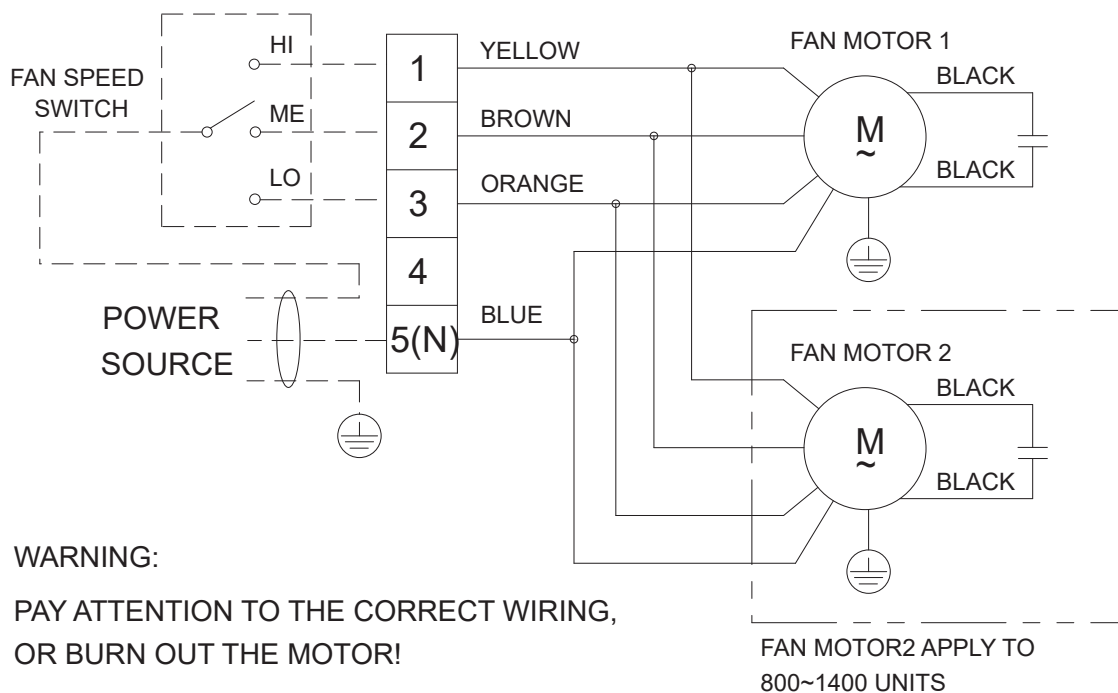 FAN SPEED
SWITCH
HI
ME
LO
1
2
3
4
5(N)
YELLOW
BROWN
ORANGE
BLUE
POWER
SOURCE
FAN MOTOR 1
M
~
BLACK
BLACK
FAN MOTOR 2
M
~
BLACK
BLACK
WARNING:
PAY ATTENTION TO THE CORRECT WIRING,
OR BURN OUT THE MOTOR!
FAN MOTOR2 APPLY TO
800~1400 UNITS